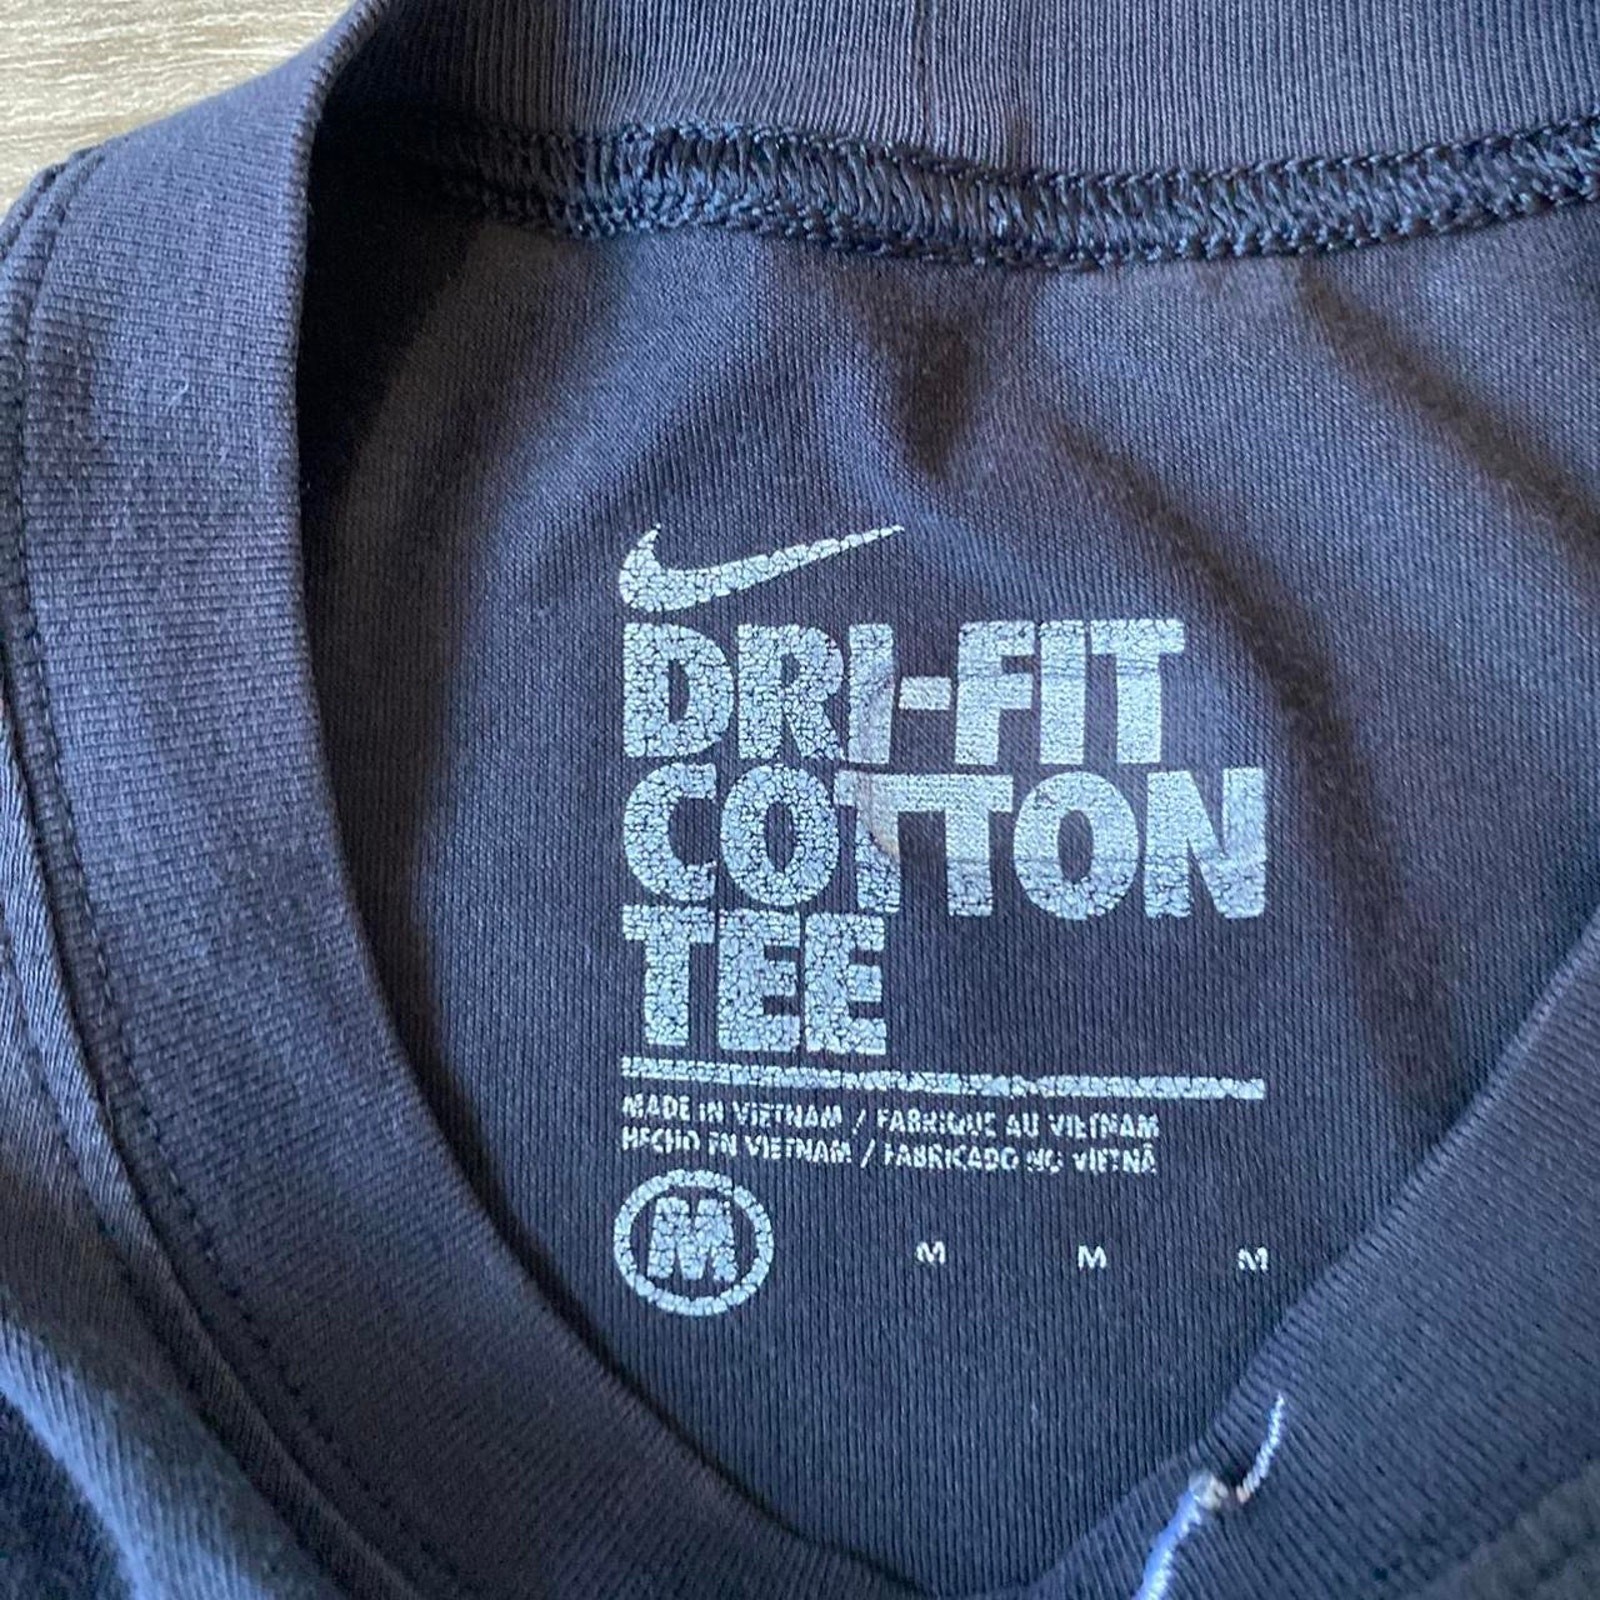 DRI-FIT
COTTON
TEE
MADE IN VIETNAM / FABRIQUE AU VIETNAM
HECHO EN VIETNAM / FABRICADO NO VIETNÃ
M M M M